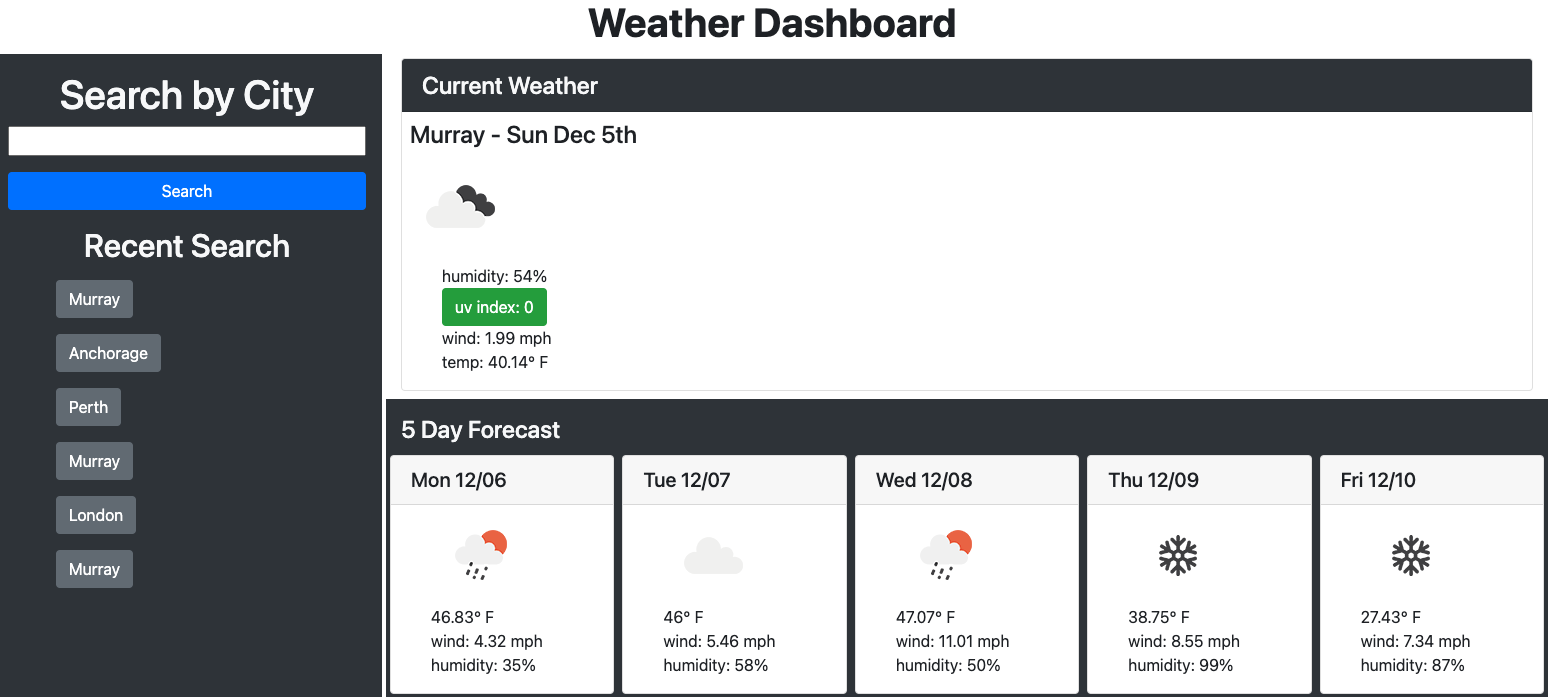 Weather Dashboard
Search by City
Search
Recent Search
Murray
Anchorage
Perth
Murray
London
Murray
Current Weather
Murray - Sun Dec 5th
humidity: 54%
uv index: 0
wind: 1.99 mph
temp: 40.14° F
5 Day Forecast
Mon 12/06
46.83° F
wind: 4.32 mph
humidity: 35%
Tue 12/07
46° F
wind: 5.46 mph
humidity: 58%
Wed 12/08
47.07° F
wind: 11.01 mph
humidity: 50%
Thu 12/09
38.75° F
wind: 8.55 mph
humidity: 99%
Fri 12/10
27.43° F
wind: 7.34 mph
humidity: 87%